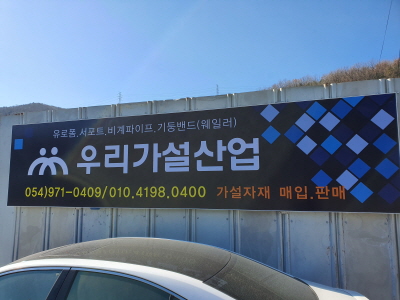 유로폼.서포트.비계파이프.기둥밴드(웨일러)
우리가설산업
054)971-0409/010.4198.0400 가설자재 매입.판매